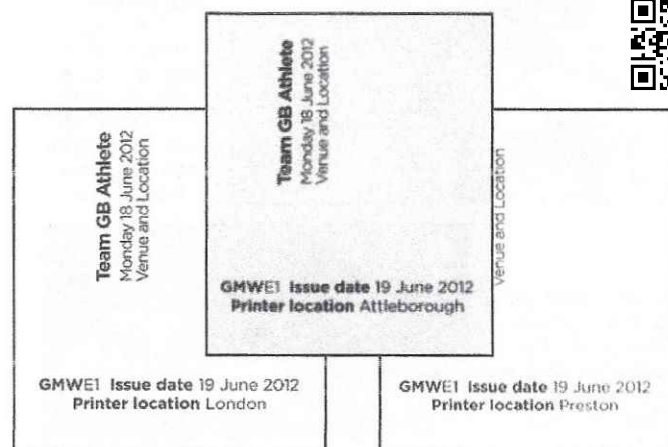 Team GB Athlete
Monday 18 June 2012
Venue and Location
GMWE1 Issue date 19 June 2012
Printer location London
Team GB Athlete
Monday 18 June 2012
Venue and Location
GMWE1 Issue date 19 June 2012
Printer location Attleborough
Venue and Location
GMWE1 Issue date 19 June 2012
Printer location Preston